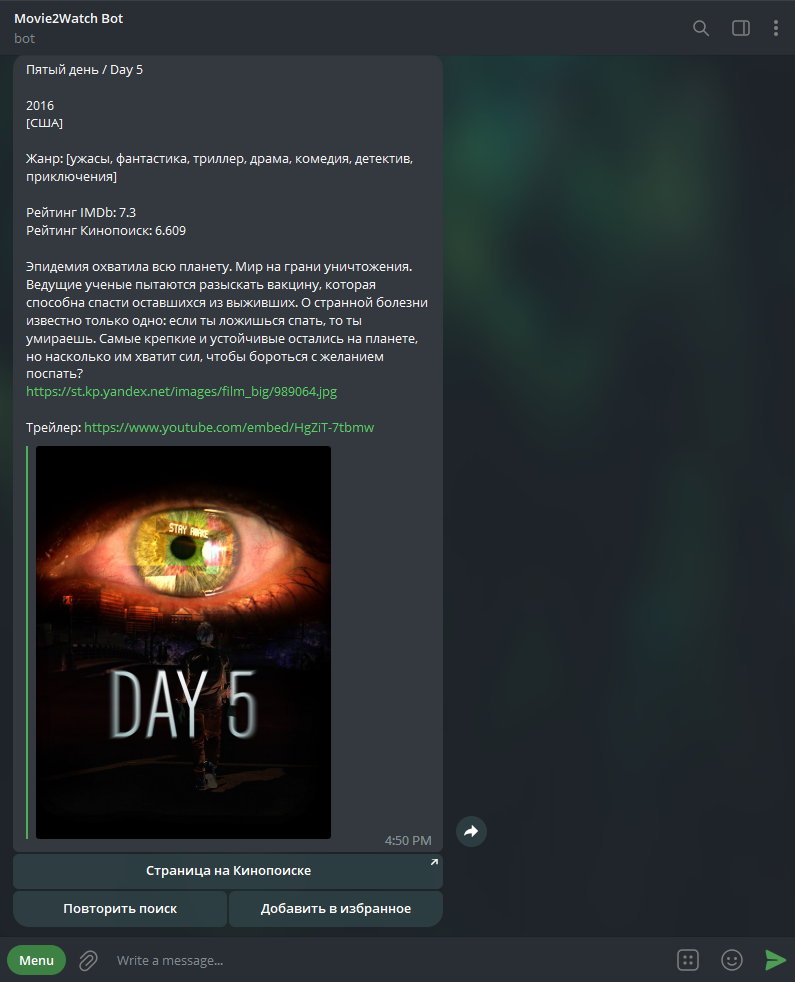 Movie2Watch Bot
bot
Пятый день / Day 5
2016
[США]
Жанр: [ужасы, фантастика, триллер, драма, комедия, детектив,
приключения]
Рейтинг IMDb: 7.3
Рейтинг Кинопоиск: 6.609
Эпидемия охватила всю планету. Мир на грани уничтожения.
Ведущие ученые пытаются разыскать вакцину, которая
способна спасти оставшихся из выживших. О странной болезни
известно только одно: если ты ложишься спать, то ты
умираешь. Самые крепкие и устойчивые остались на планете,
но насколько им хватит сил, чтобы бороться с желанием
поспать?
https://st.kp.yandex.net/images/film_big/989064.jpg
Трейлер: https://www.youtube.com/embed/HgZiT-7tbmw
STAY AWAKE
DAY 5
4:50 PM
Страница на Кинопоиске
Повторить поиск
Добавить в избранное
Menu
Write a message...